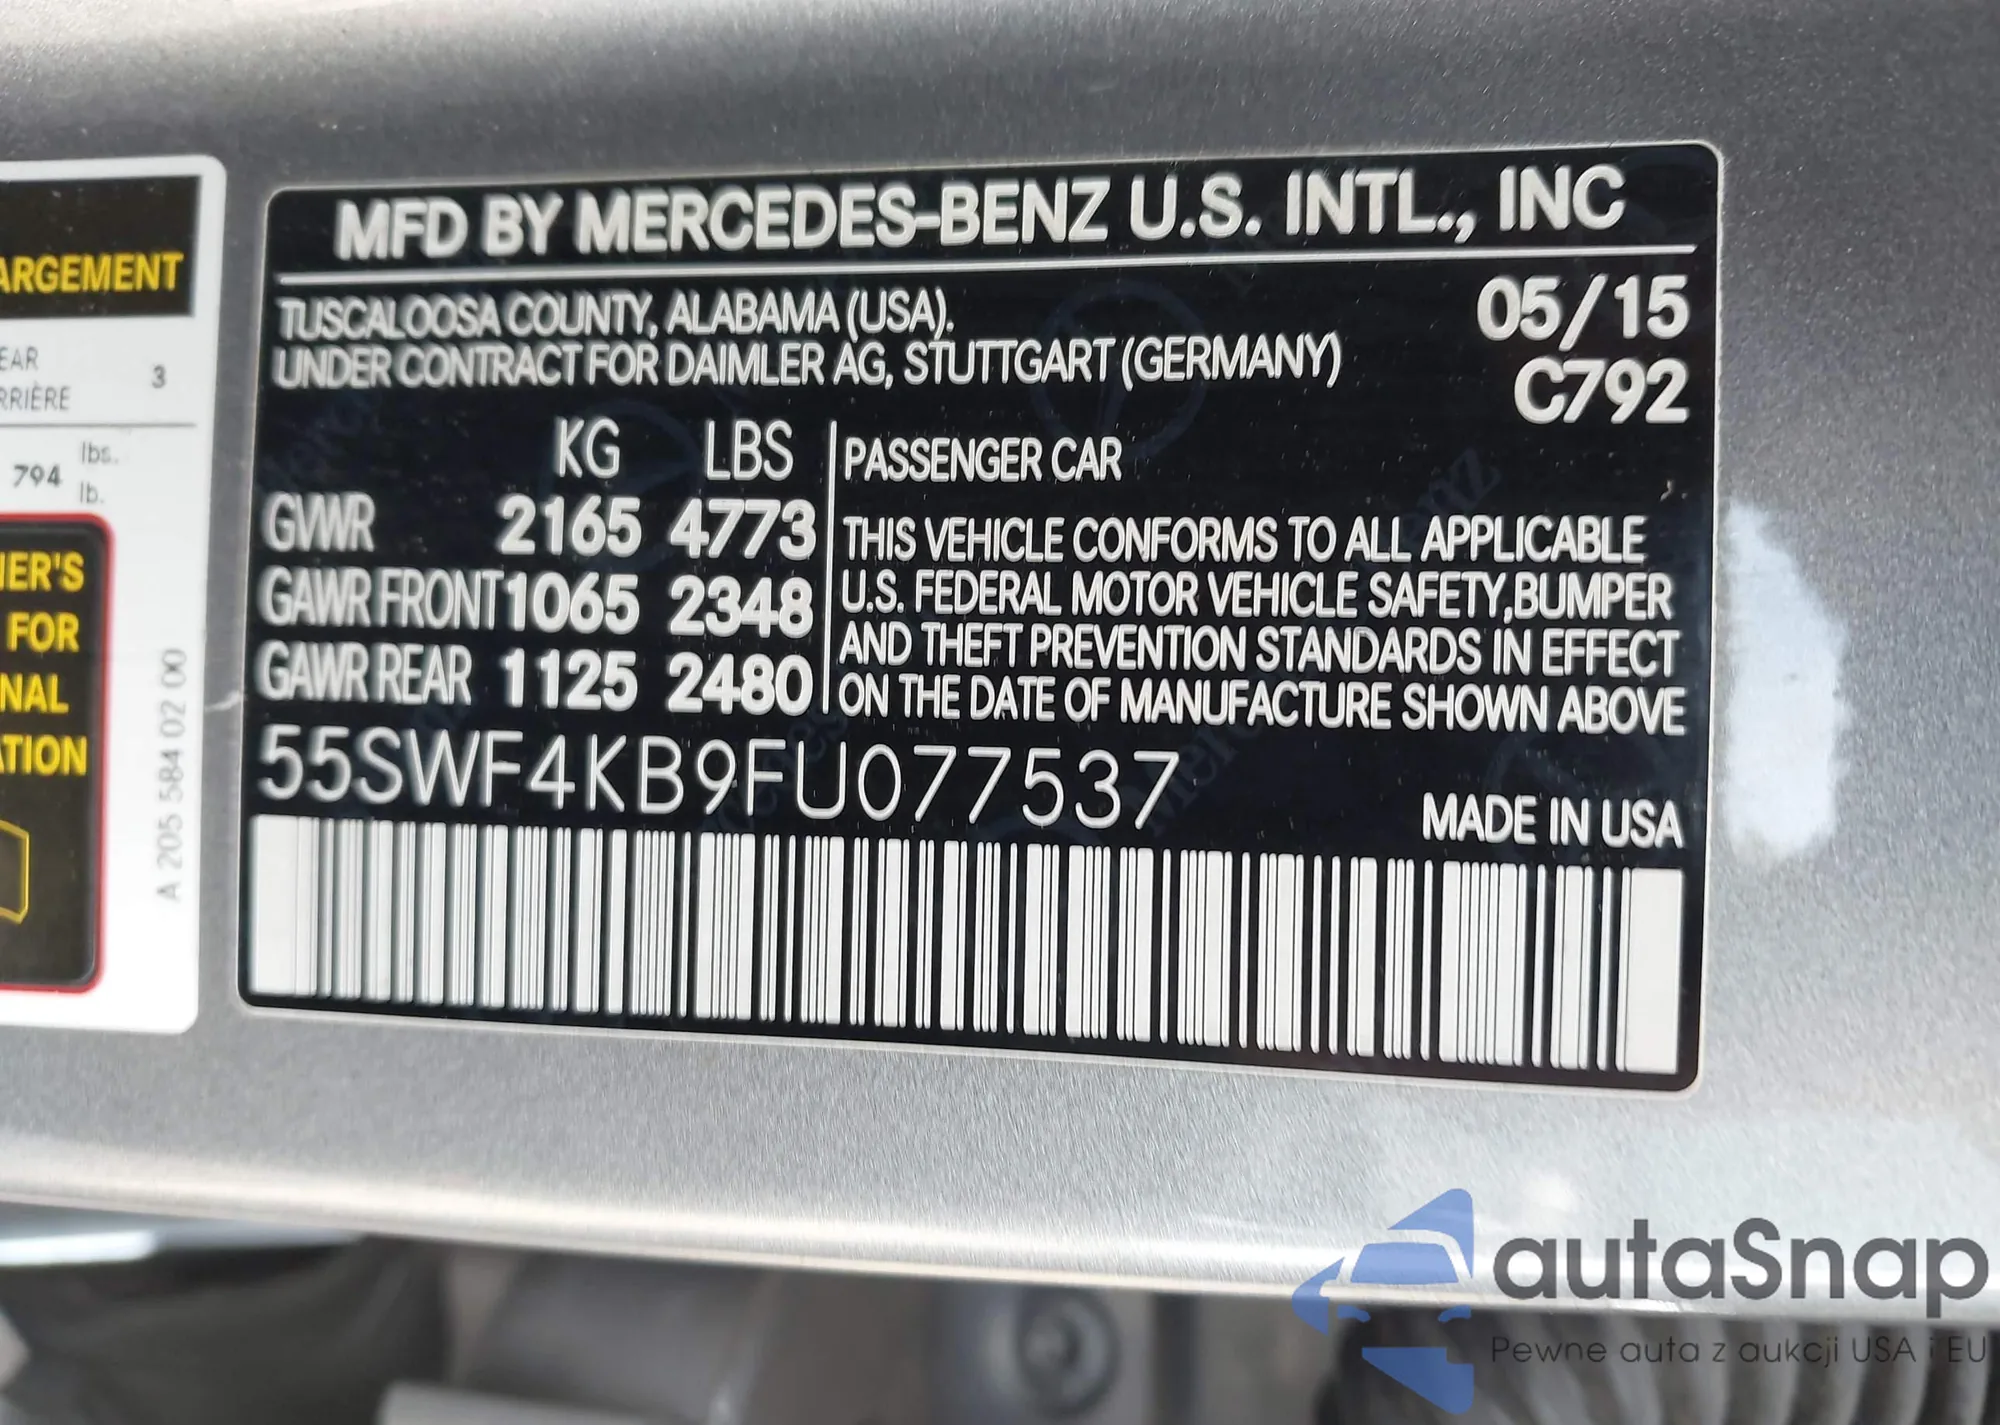 ARGEMENT
EAR
RRIÈRE
3
794
lbs.
lb.
NER'S
FOR
NAL
ATION
A 205 584 02 00
MFD BY MERCEDES-BENZ U.S. INTL., INC
TUSCALOOSA COUNTY, ALABAMA (USA).
05/15
UNDER CONTRACT FOR DAIMLER AG, STUTTGART (GERMANY)
C792
KG LBS
GVWR 2165 4773
GAWR FRONT 1065 2348
GAWR REAR 1125 2480
PASSENGER CAR
THIS VEHICLE CONFORMS TO ALL APPLICABLE
U.S. FEDERAL MOTOR VEHICLE SAFETY,BUMPER
AND THEFT PREVENTION STANDARDS IN EFFECT
ON THE DATE OF MANUFACTURE SHOWN ABOVE
55SWF4KB9FU077537
MADE IN USA
autaSnap
Pewne auta z aukcji USA i EU